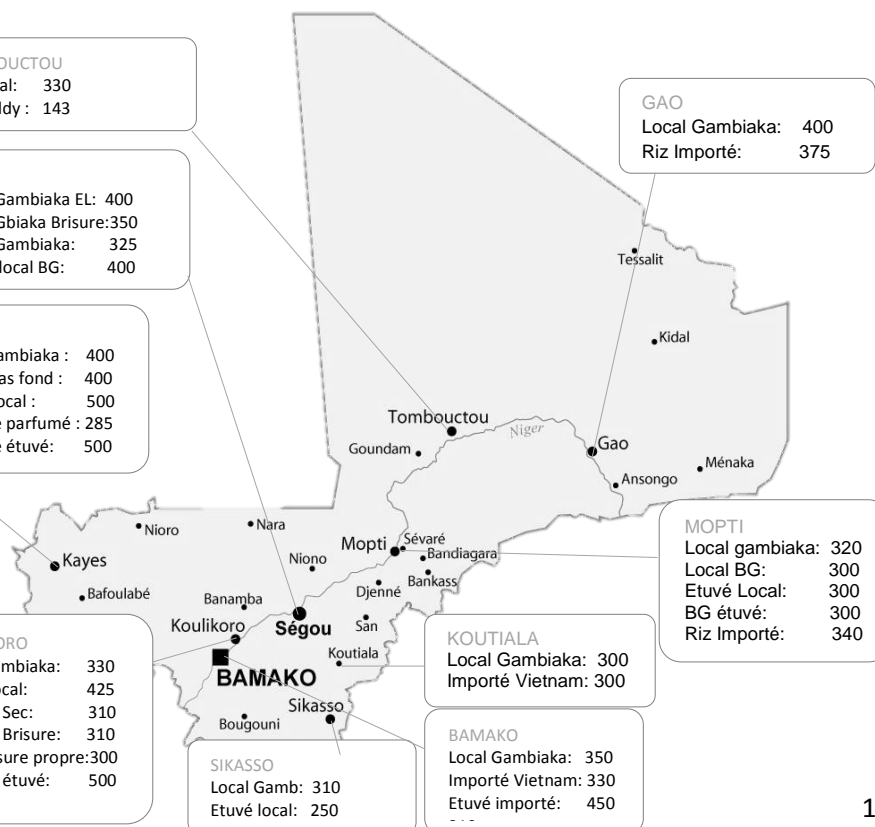 OUCTOU
al: 330
ldy : 143
Gambiaka EL: 400
Gbiaka Brisure:350
Gambiaka: 325
local BG: 400
ambiaka : 400
as fond : 400
ocal : 500
é parfumé : 285
é étuvé: 500
GAO
Local Gambiaka: 400
Riz Importé: 375
Tessalit
Kidal
Tombouctou
Niger
Goundam
Gao
Ansongo
Ménaka
Nioro
Nara
Kayes
Bafoulabé
Niono
Mopti
Sévaré
Bandiagara
Bankass
Djenné
Banamba
Koulikoro
Ségou
San
Koutiala
BAMAKO
Bougouni
Sikasso
MOPTI
Local gambiaka: 320
Local BG: 300
Etuvé Local: 300
BG étuvé: 300
Riz Importé: 340
ORO
mbiaka: 330
ocal: 425
Sec: 310
Brisure: 310
sure propre:300
étuvé: 500
KOUTIALA
Local Gambiaka: 300
Importé Vietnam: 300
SIKASSO
Local Gamb: 310
Etuvé local: 250
BAMAKO
Local Gambiaka: 350
Importé Vietnam: 330
Etuvé importé: 450
1